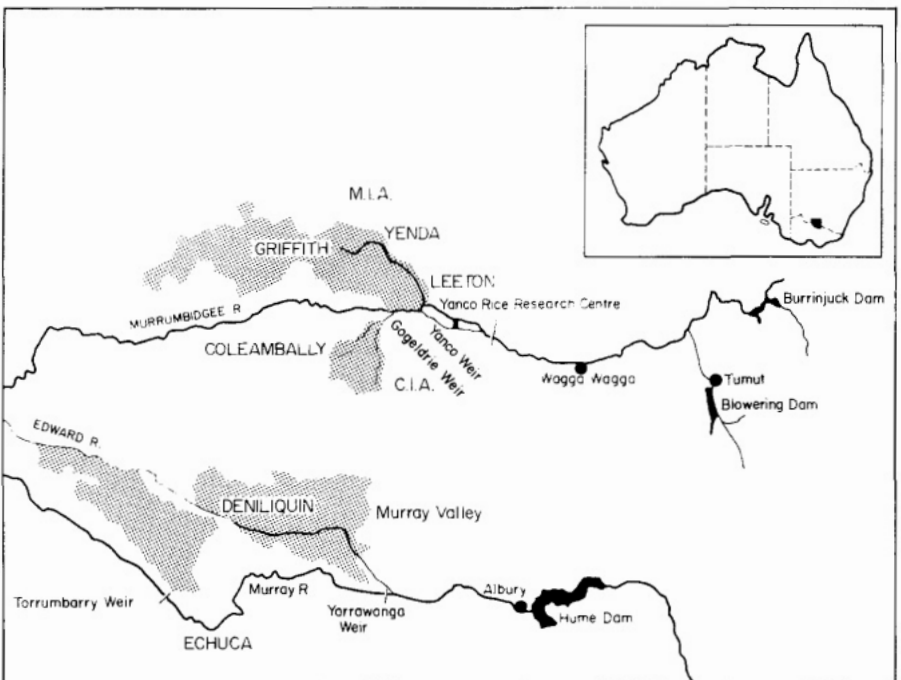 M.I.A.
YENDA
GRIFFITH
LEETON
Yanco Rice Research Centre
Burrinjuck Dam
MURRUMBIDGEE R
Yanco Weir
Gogeldrie Weir
COLEAMBALLY
C.I.A.
Wagga Wagga
Tumut
Blowering Dam
EDWARD R.
DENILIQUIN
Murray Valley
Torrumbarry Weir
Murray R
Yorrawanga
Weir
Albury
Hume Dam
ECHUCA